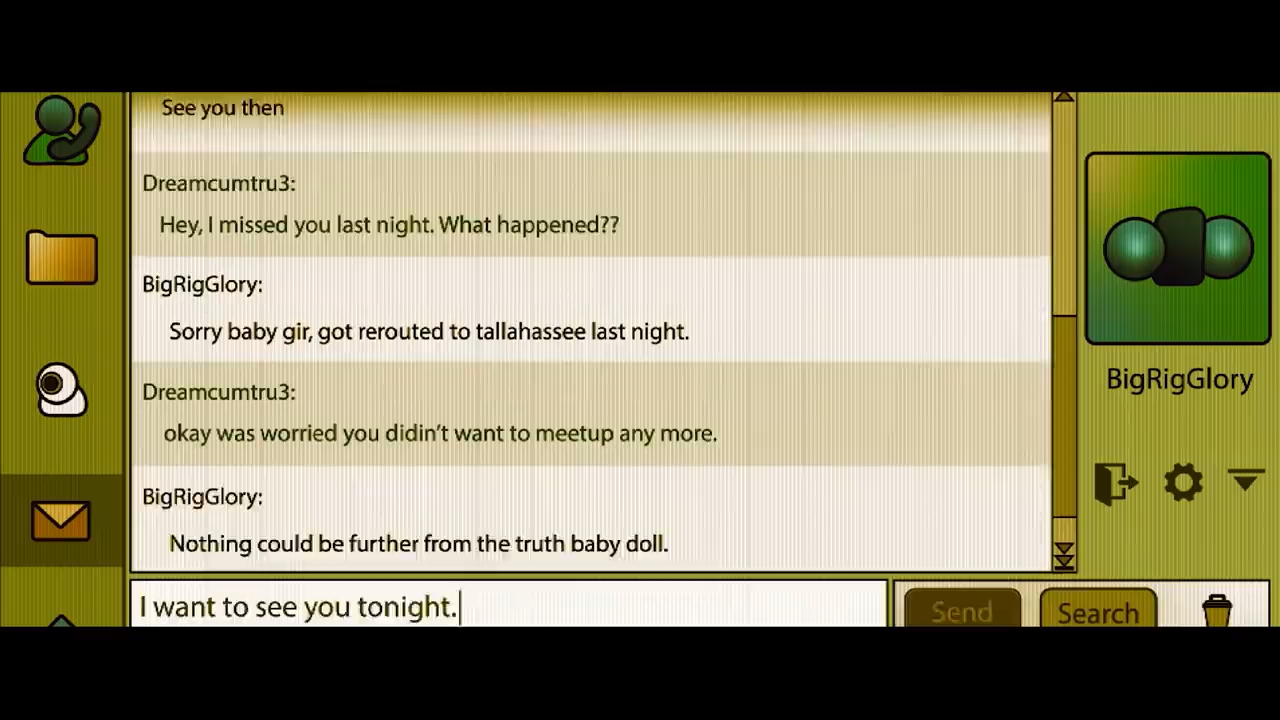 See you then
Dreamcumtru3:
Hey, I missed you last night. What happened??
BigRigGlory:
Sorry baby gir, got rerouted to tallahassee last night.
Dreamcumtru3:
okay was worried you didin't want to meetup any more.
BigRigGlory:
Nothing could be further from the truth baby doll.
I want to see you tonight.
Send
Search
BigRigGlory